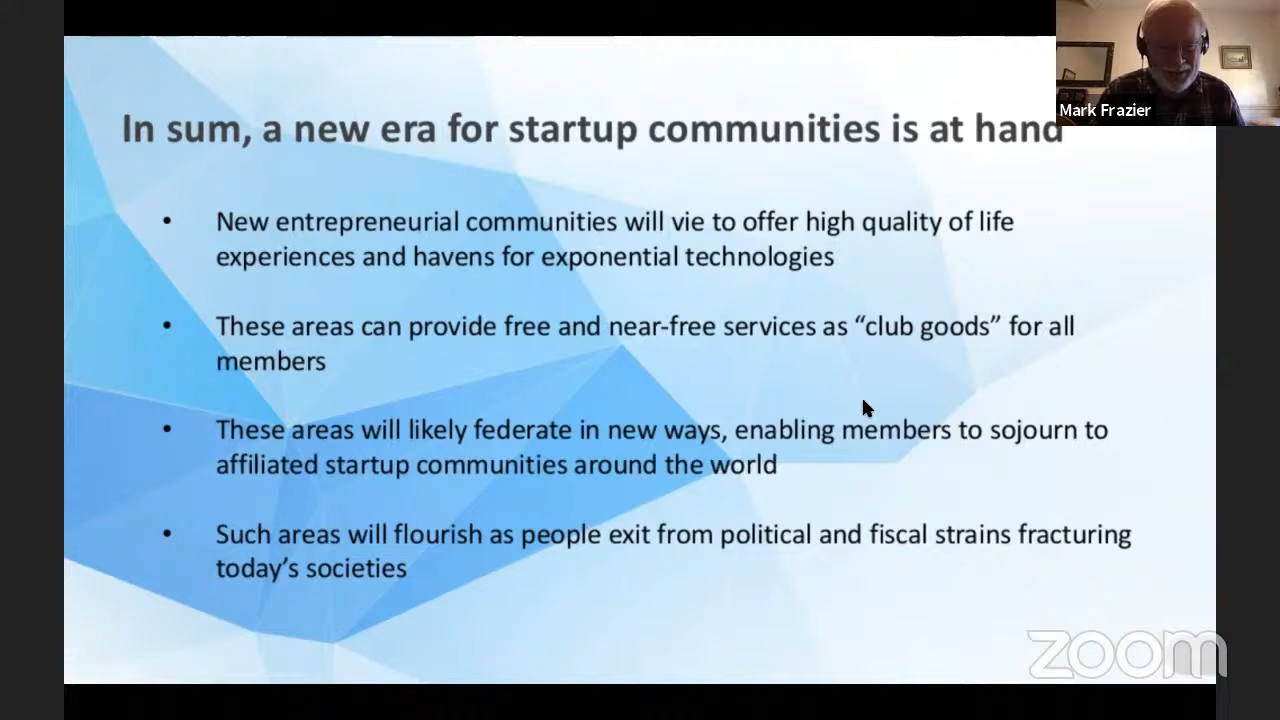 Mark Frazier
In sum, a new era for startup communities is at hand
• New entrepreneurial communities will vie to offer high quality of life
experiences and havens for exponential technologies
• These areas can provide free and near-free services as “club goods” for all
members
• These areas will likely federate in new ways, enabling members to sojourn to
affiliated startup communities around the world
• Such areas will flourish as people exit from political and fiscal strains fracturing
today’s societies
zoom